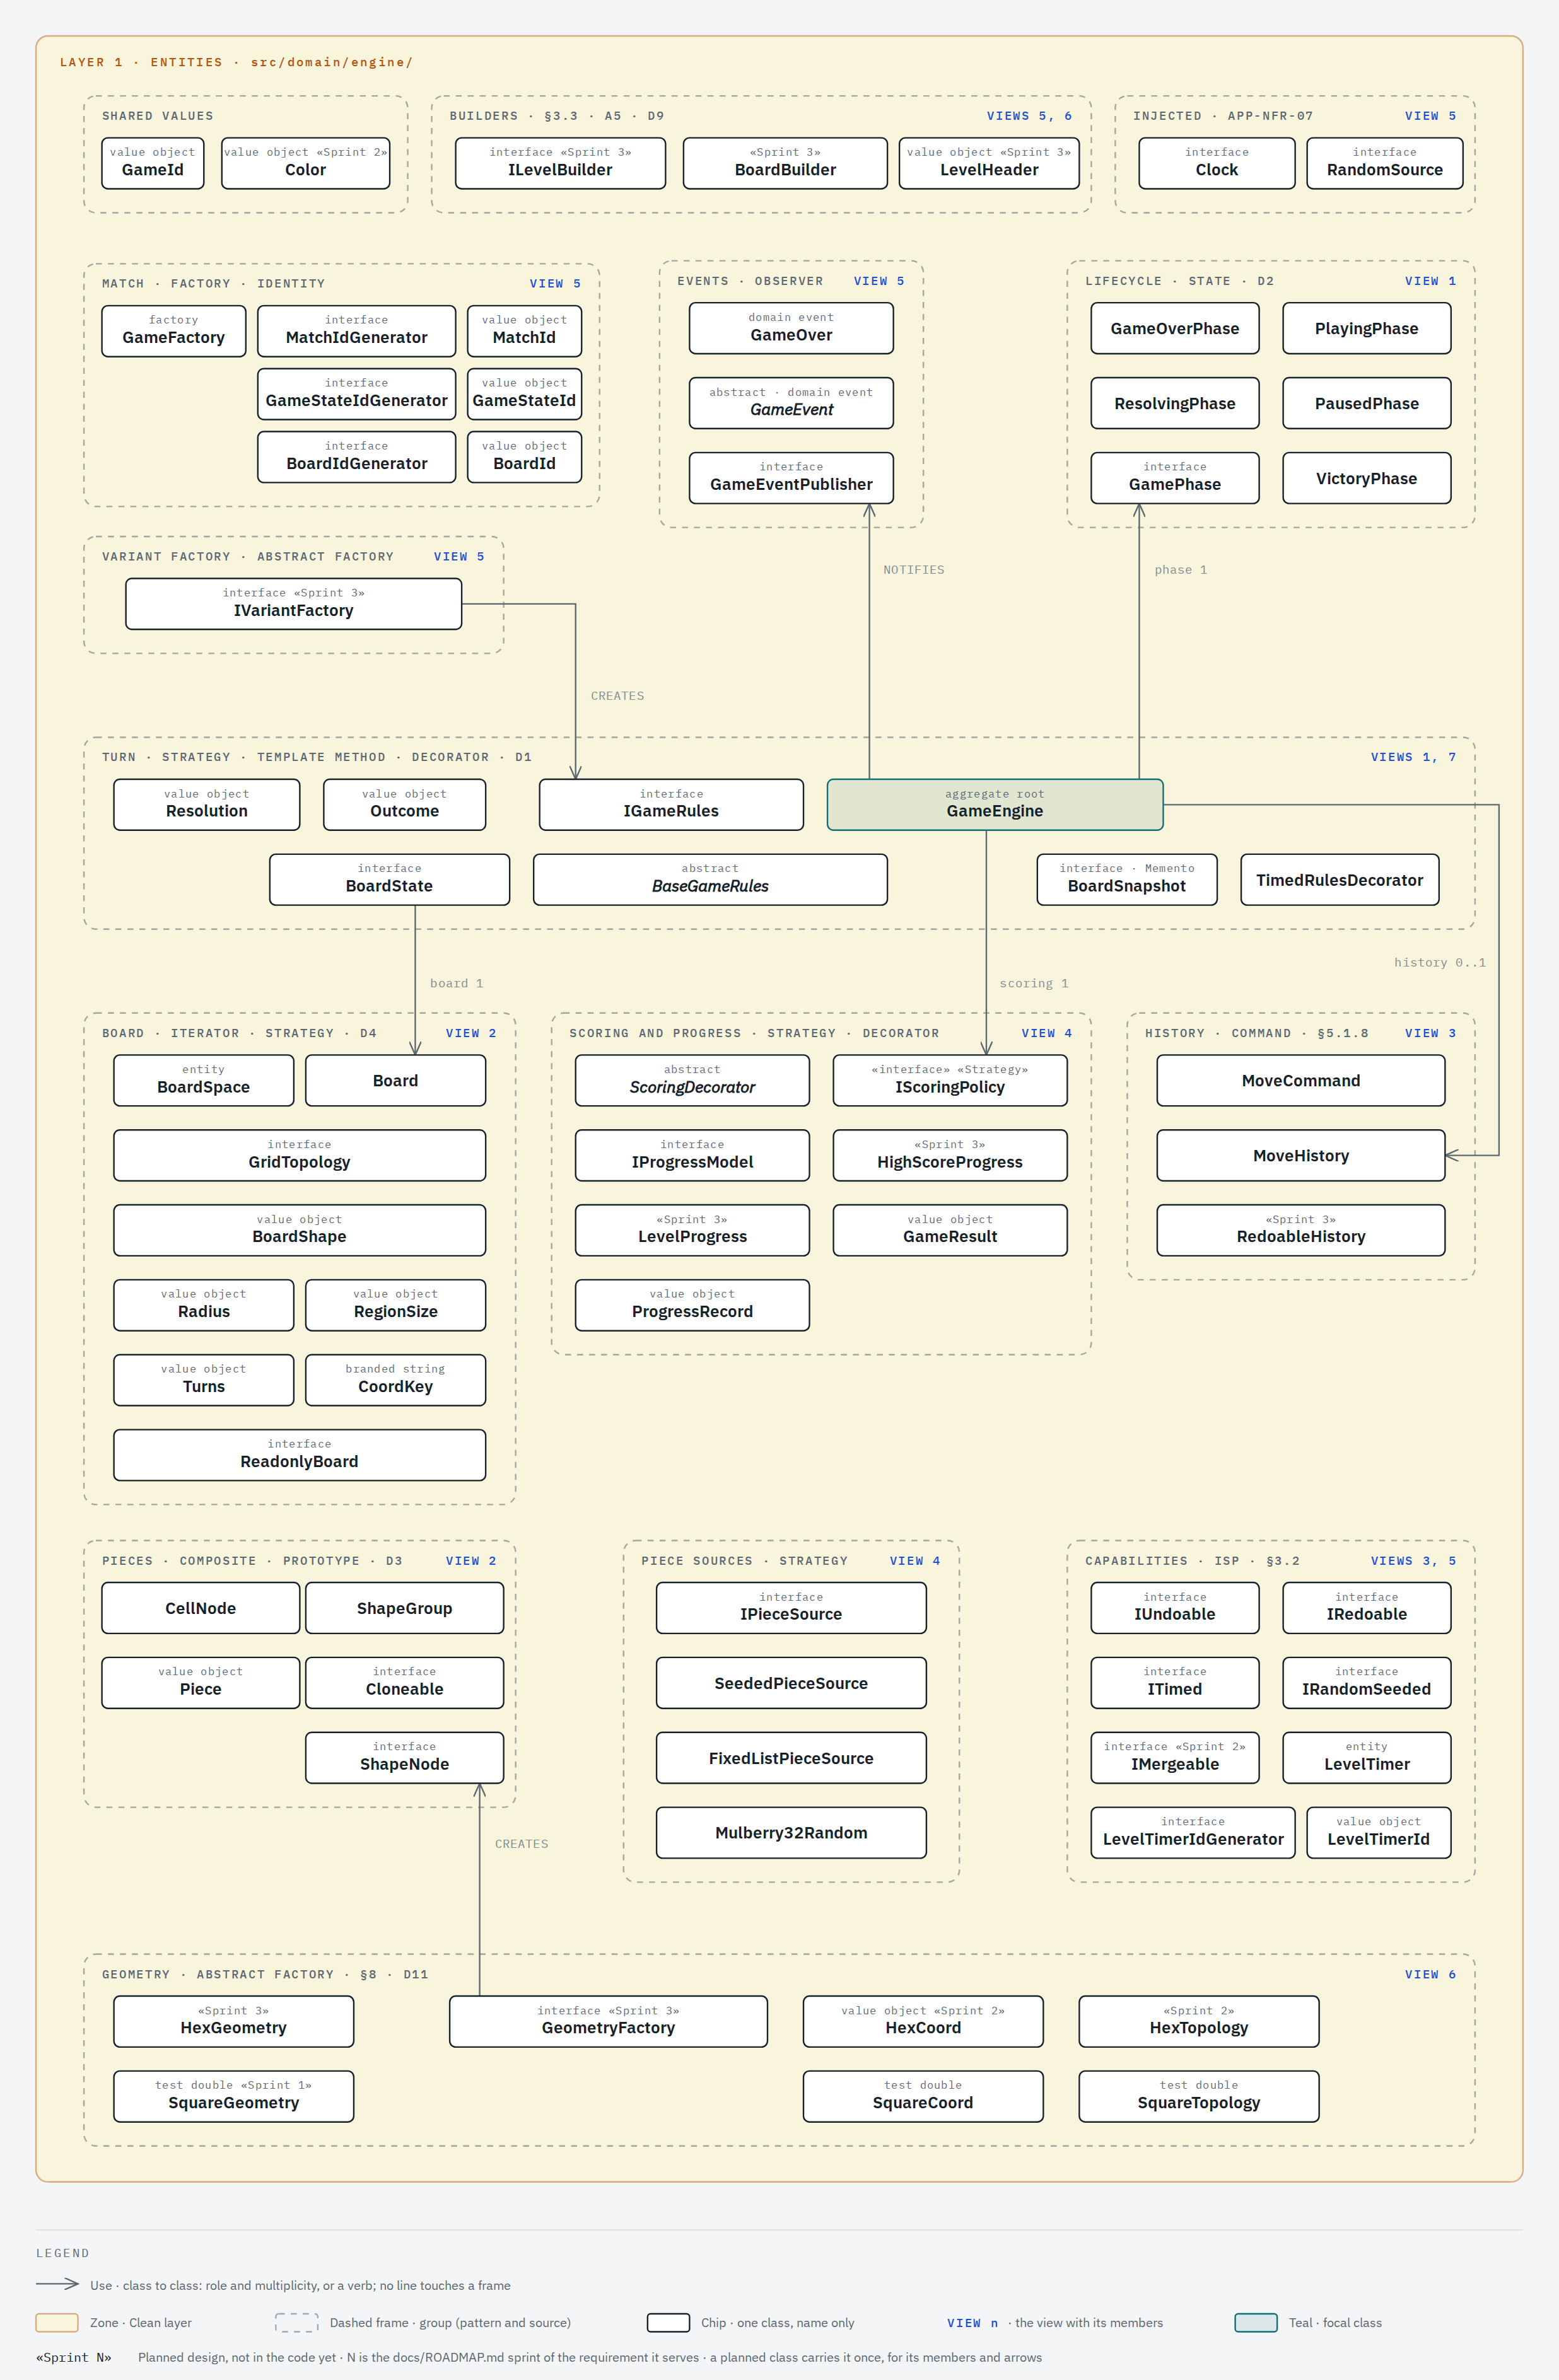 LAYER 1 · ENTITIES · src/domain/engine/
SHARED VALUES
value object
GameId
value object «Sprint 2»
Color
BUILDERS · §3.3 · A5 · D9
VIEWS 5, 6
interface «Sprint 3»
ILevelBuilder
«Sprint 3»
BoardBuilder
value object «Sprint 3»
LevelHeader
INJECTED · APP-NFR-07
VIEW 5
interface
Clock
interface
RandomSource
MATCH · FACTORY · IDENTITY
VIEW 5
factory
GameFactory
interface
MatchIdGenerator
value object
MatchId
interface
GameStateIdGenerator
value object
GameStateId
interface
BoardIdGenerator
value object
BoardId
EVENTS · OBSERVER
VIEW 5
domain event
GameOver
abstract · domain event
GameEvent
interface
GameEventPublisher
LIFECYCLE · STATE · D2
VIEW 1
GameOverPhase
PlayingPhase
ResolvingPhase
PausedPhase
interface
GamePhase
VictoryPhase
VARIANT FACTORY · ABSTRACT FACTORY
VIEW 5
interface «Sprint 3»
IVariantFactory
NOTIFIES
phase 1
CREATES
TURN · STRATEGY · TEMPLATE METHOD · DECORATOR · D1
VIEWS 1, 7
value object
Resolution
value object
Outcome
interface
IGameRules
aggregate root
GameEngine
interface
BoardState
abstract
BaseGameRules
interface · Memento
BoardSnapshot
TimedRulesDecorator
history 0..1
board 1
scoring 1
BOARD · ITERATOR · STRATEGY · D4
VIEW 2
entity
BoardSpace
Board
interface
GridTopology
value object
BoardShape
value object
Radius
value object
RegionSize
value object
Turns
branded string
CoordKey
interface
ReadonlyBoard
SCORING AND PROGRESS · STRATEGY · DECORATOR
VIEW 4
abstract
ScoringDecorator
«interface» «Strategy»
IScoringPolicy
interface
IProgressModel
«Sprint 3»
HighScoreProgress
«Sprint 3»
LevelProgress
value object
GameResult
value object
ProgressRecord
HISTORY · COMMAND · §5.1.8
VIEW 3
MoveCommand
MoveHistory
«Sprint 3»
RedoableHistory
PIECES · COMPOSITE · PROTOTYPE · D3
VIEW 2
CellNode
ShapeGroup
value object
Piece
interface
Cloneable
interface
ShapeNode
CREATES
PIECE SOURCES · STRATEGY
VIEW 4
interface
IPieceSource
SeededPieceSource
FixedListPieceSource
Mulberry32Random
CAPABILITIES · ISP · §3.2
VIEWS 3, 5
interface
IUndoable
interface
IRedoable
interface
ITimed
interface
IRandomSeeded
interface «Sprint 2»
IMergeable
entity
LevelTimer
interface
LevelTimerIdGenerator
value object
LevelTimerId
GEOMETRY · ABSTRACT FACTORY · §8 · D11
VIEW 6
«Sprint 3»
HexGeometry
interface «Sprint 3»
GeometryFactory
value object «Sprint 2»
HexCoord
«Sprint 2»
HexTopology
test double «Sprint 1»
SquareGeometry
test double
SquareCoord
test double
SquareTopology
LEGEND
Use · class to class: role and multiplicity, or a verb; no line touches a frame
Zone · Clean layer
Dashed frame · group (pattern and source)
Chip · one class, name only
VIEW n · the view with its members
Teal · focal class
«Sprint N» Planned design, not in the code yet · N is the docs/ROADMAP.md sprint of the requirement it serves · a planned class carries it once, for its members and arrows